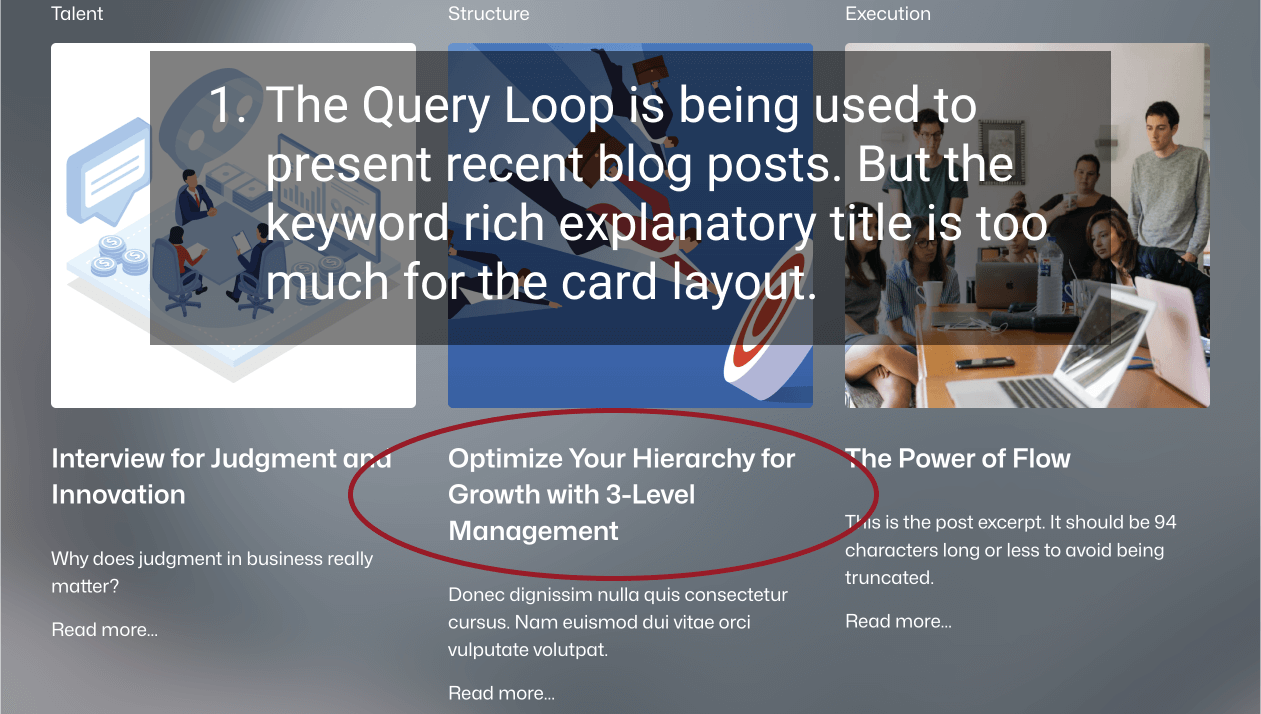 Talent
Structure
Execution
1. The Query Loop is being used to
present recent blog posts. But the
keyword rich explanatory title is too
much for the card layout.
Interview for Judgment and
Innovation
Why does judgment in business really
matter?
Read more...
Optimize Your Hierarchy for
Growth with 3-Level
Management
Donec dignissim nulla quis consectetur
cursus. Nam euismod dui vitae orci
vulputate volutpat.
Read more...
The Power of Flow
This is the post excerpt. It should be 94
characters long or less to avoid being
truncated.
Read more...